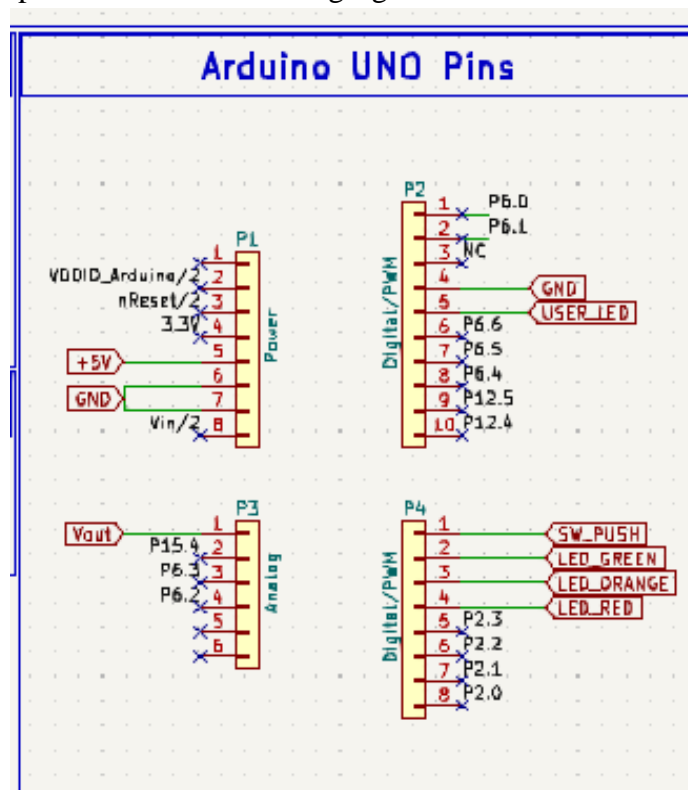 Arduino UNO Pins
P1
1
VDDIO_Arduino/2 2
nReset/2 3
3.3V 4
+5V 5
6
GND 7
Vin/2 8
Power
P2
1 P6.0
2 P6.1
3 NC
4 GND
5 USER_LED
6 P6.6
7 P6.5
8 P6.4
9 P12.5
10 P12.4
Digital/PWM
P3
Vout 1
P15.4 2
P6.3 3
P6.2 4
5
6
Analog
P4
1 SW_PUSH
2 LED_GREEN
3 LED_ORANGE
4 LED_RED
5 P2.3
6 P2.2
7 P2.1
8 P2.0
Digital/PWM